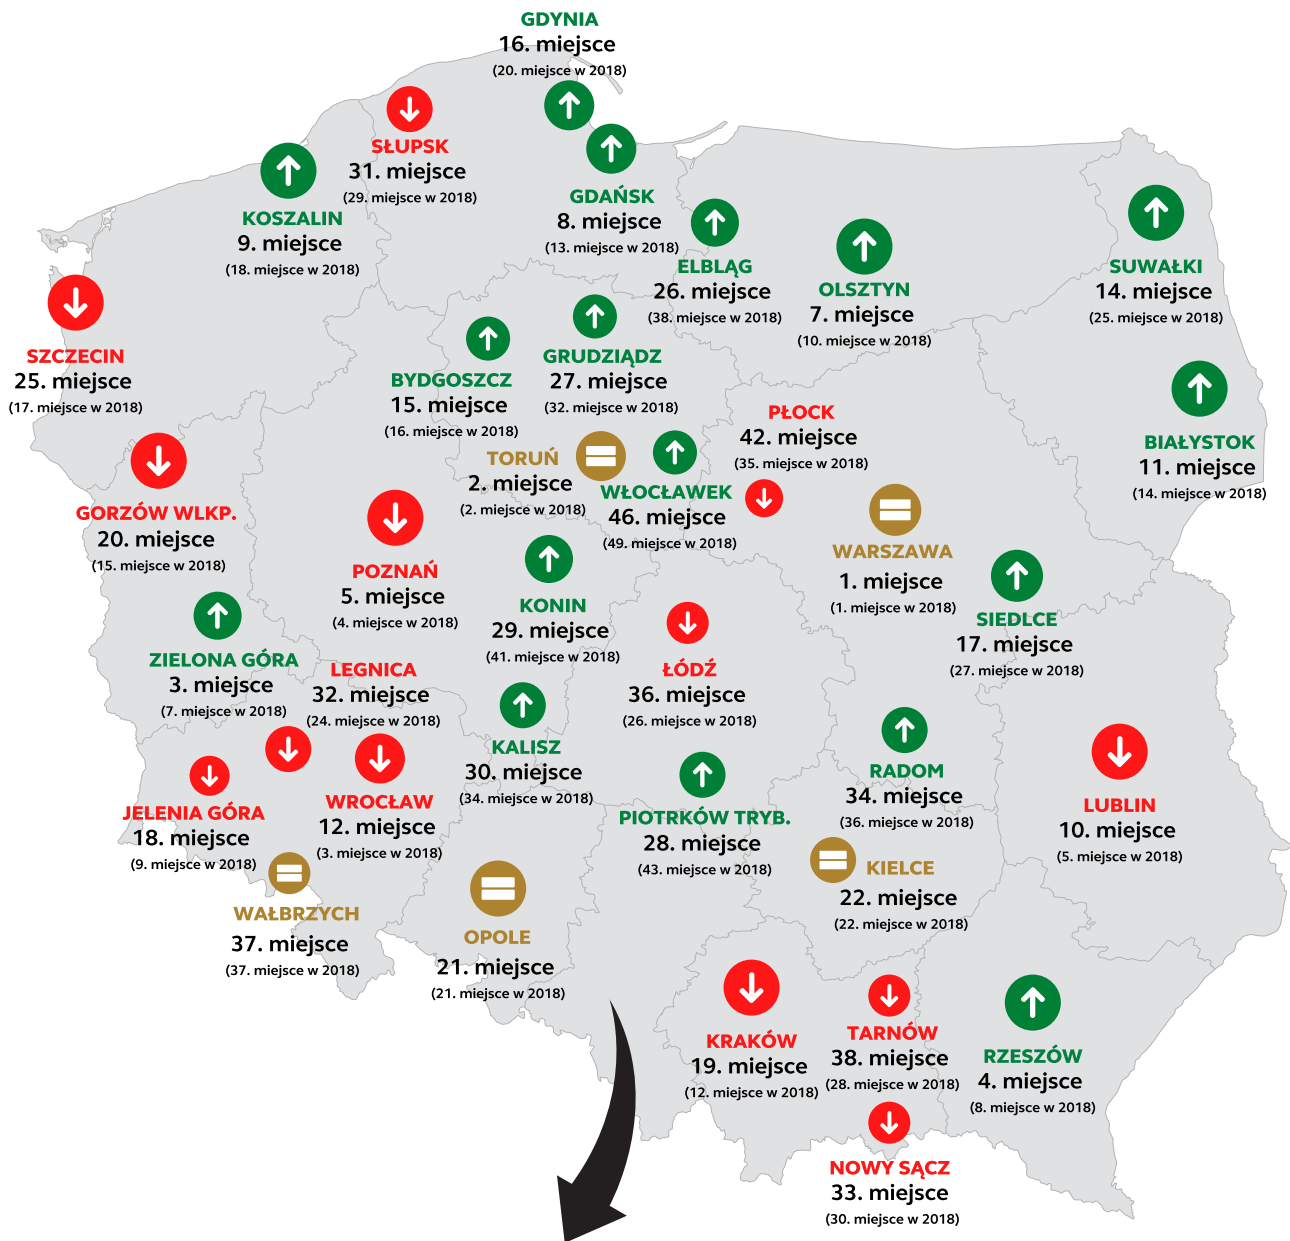 GDYNIA
16. miejsce
(20. miejsce w 2018)
SŁUPSK
31. miejsce
(29. miejsce w 2018)
KOSZALIN
9. miejsce
(18. miejsce w 2018)
GDAŃSK
8. miejsce
(13. miejsce w 2018)
ELBLĄG
26. miejsce
(38. miejsce w 2018)
OLSZTYN
7. miejsce
(10. miejsce w 2018)
SUWAŁKI
14. miejsce
(25. miejsce w 2018)
SZCZECIN
25. miejsce
(17. miejsce w 2018)
BYDGOSZCZ
15. miejsce
(16. miejsce w 2018)
GRUDZIĄDZ
27. miejsce
(32. miejsce w 2018)
PŁOCK
42. miejsce
(35. miejsce w 2018)
BIAŁYSTOK
11. miejsce
(14. miejsce w 2018)
TORUŃ
2. miejsce
(2. miejsce w 2018)
WŁOCŁAWEK
46. miejsce
(49. miejsce w 2018)
GORZÓW WLKP.
20. miejsce
(15. miejsce w 2018)
POZNAŃ
5. miejsce
(4. miejsce w 2018)
WARSZAWA
1. miejsce
(1. miejsce w 2018)
KONIN
29. miejsce
(41. miejsce w 2018)
SIEDLCE
17. miejsce
(27. miejsce w 2018)
ZIELONA GÓRA
3. miejsce
(7. miejsce w 2018)
LEGNICA
32. miejsce
(24. miejsce w 2018)
ŁÓDŹ
36. miejsce
(26. miejsce w 2018)
KALISZ
30. miejsce
(34. miejsce w 2018)
RADOM
34. miejsce
(36. miejsce w 2018)
JELENIA GÓRA
18. miejsce
(9. miejsce w 2018)
WROCŁAW
12. miejsce
(3. miejsce w 2018)
PIOTRKÓW TRYB.
28. miejsce
(43. miejsce w 2018)
LUBLIN
10. miejsce
(5. miejsce w 2018)
KIELCE
22. miejsce
(22. miejsce w 2018)
WAŁBRZYCH
37. miejsce
(37. miejsce w 2018)
OPOLE
21. miejsce
(21. miejsce w 2018)
KRAKÓW
19. miejsce
(12. miejsce w 2018)
TARNÓW
38. miejsce
(28. miejsce w 2018)
RZESZÓW
4. miejsce
(8. miejsce w 2018)
NOWY SĄCZ
33. miejsce
(30. miejsce w 2018)